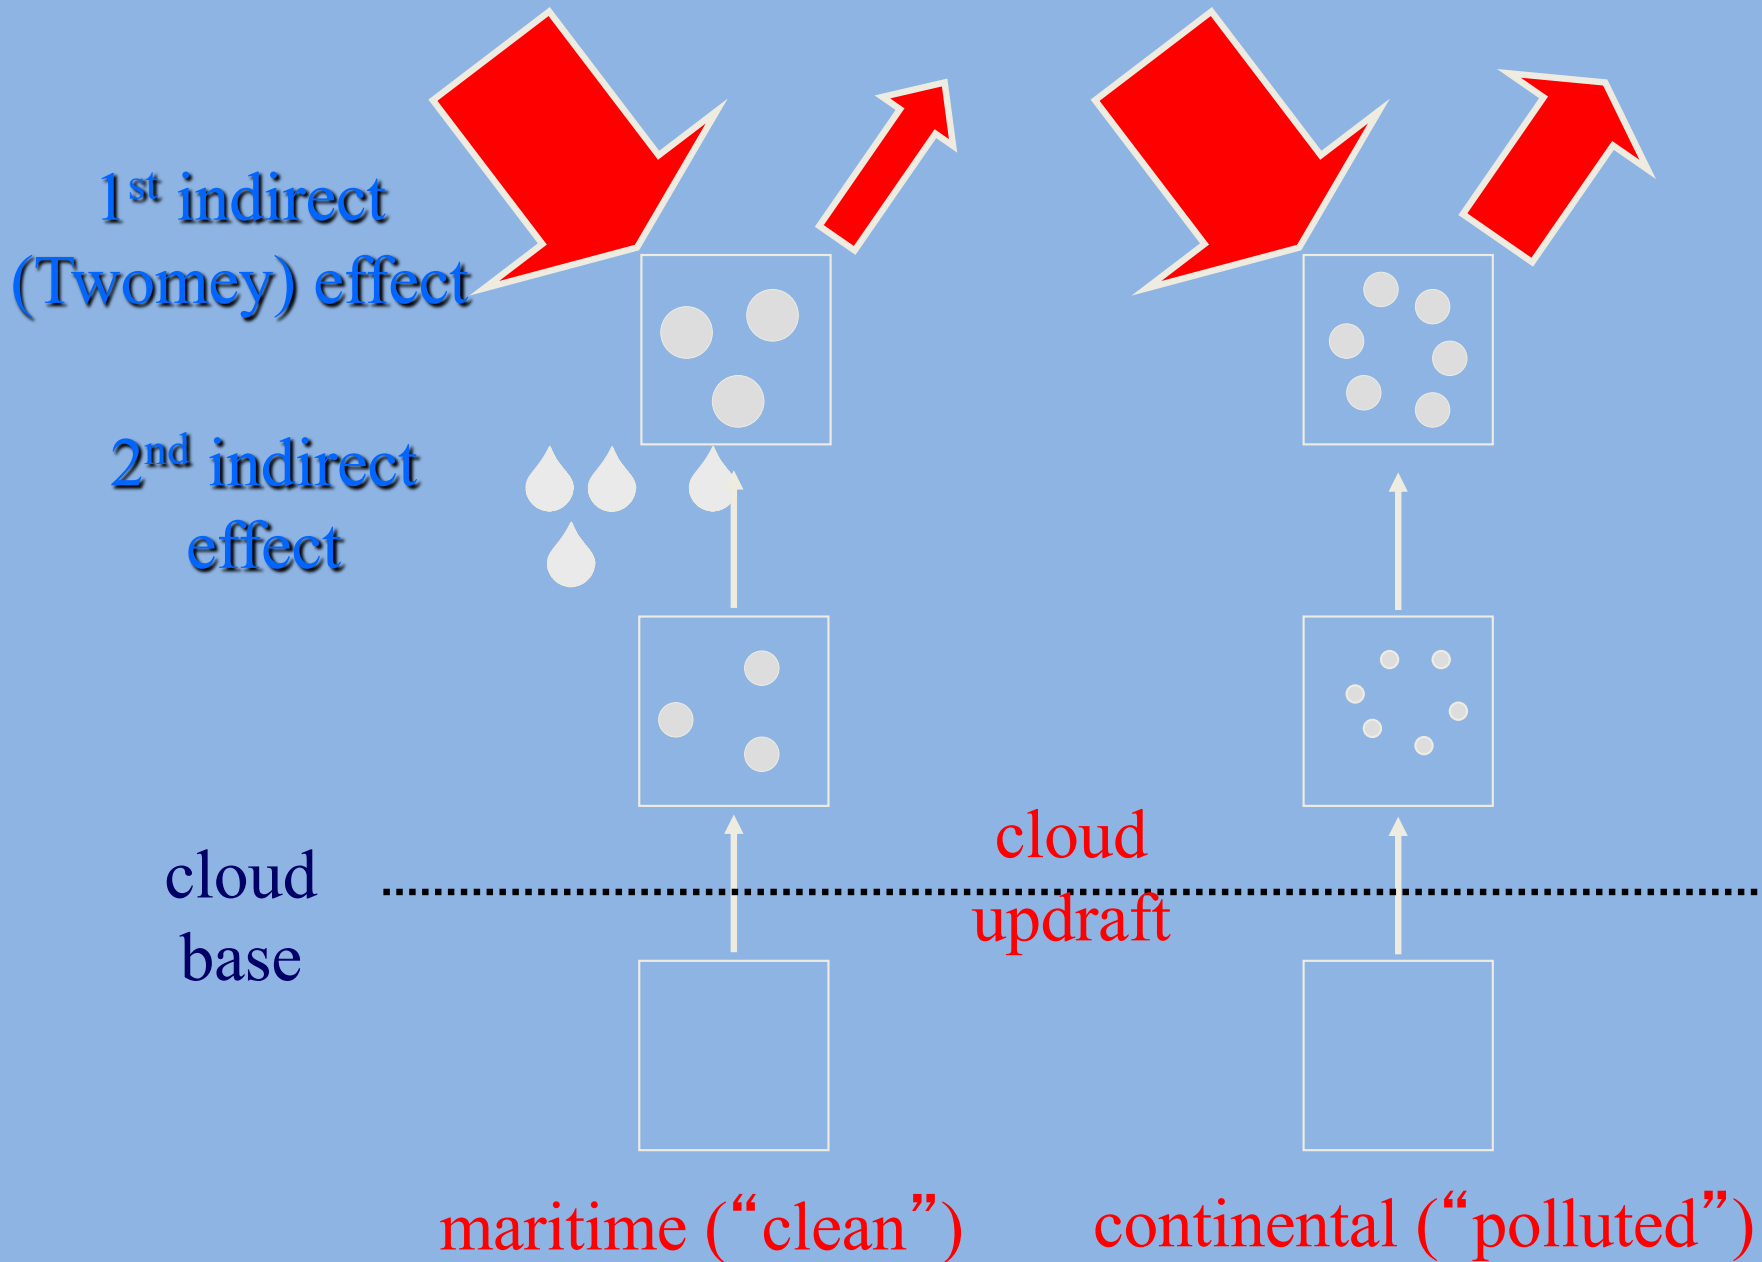 1st indirect
(Twomey) effect
2nd indirect
effect
cloud
base
cloud
updraft
maritime (“clean”)
continental (“polluted”)